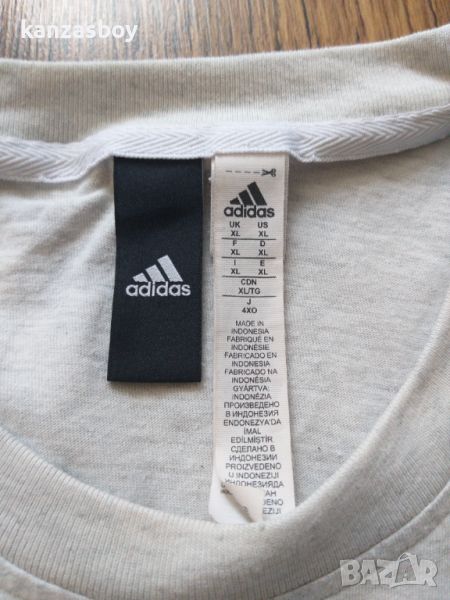 kanzasboy
adidas
adidas
UK US
XL XL
F D
XL XL
I E
XL XL
CDN
XL/TG
J
4XO
MADE IN
INDONESIA
FABRIQUÉ EN
INDONÉSIE
FABRICADO EN
INDONESIA
FABRICADO NA
INDONÉSIA
GYÁRTVA:
INDONÉZIA
ПРОИЗВЕДЕНО
В ИНДОНЕЗИЯ
ENDONEZYA'DA
İMAL
EDİLMİŞTİR
СДЕЛАНО В
ИНДОНЕЗИИ
PROIZVEDENO
U INDONEZIJI
BAZAR